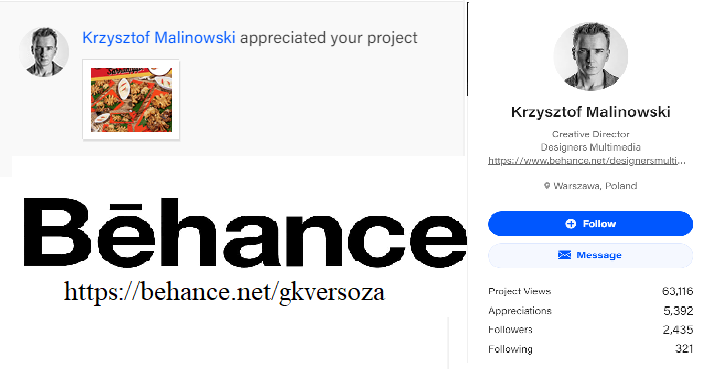 Krzysztof Malinowski appreciated your project
Bēhance
https://behance.net/gkversoza
Krzysztof Malinowski
Creative Director
Designers Multimedia
https://www.behance.net/designersmulti...
Warszawa, Poland
Follow
Message
Project Views 63,116
Appreciations 5,392
Followers 2,435
Following 321